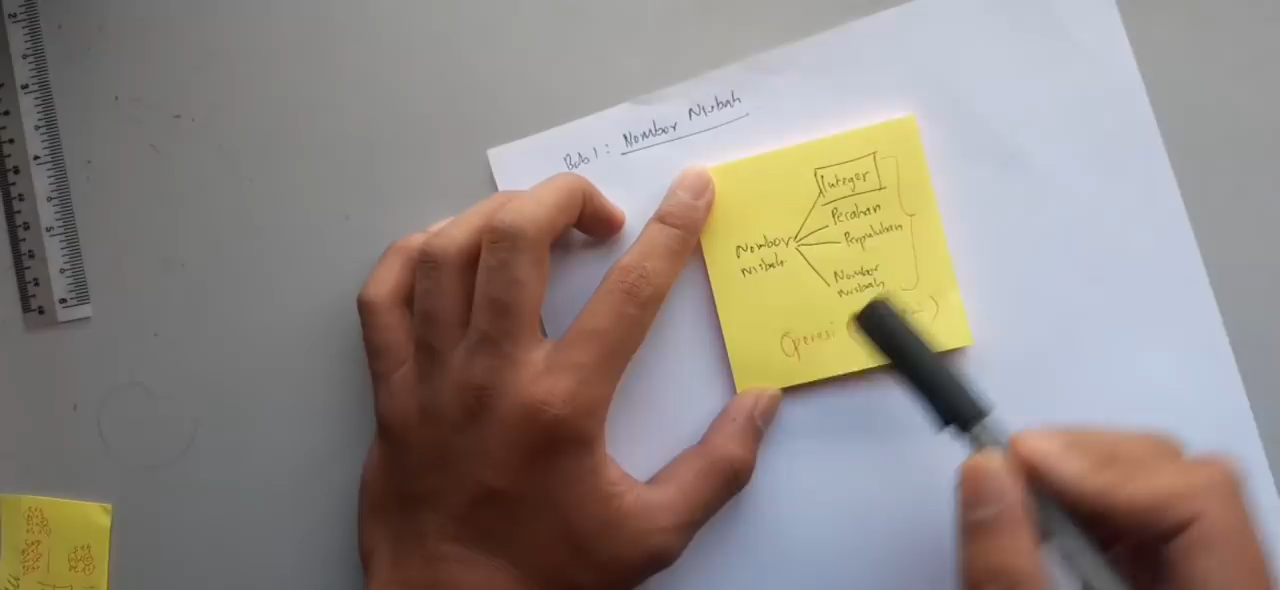 Bab 1: Nombor Nisbah
Integer
Pecahan
Perpuluhan
Nombor
Nisbah
Nombor
Nisbah
Operasi